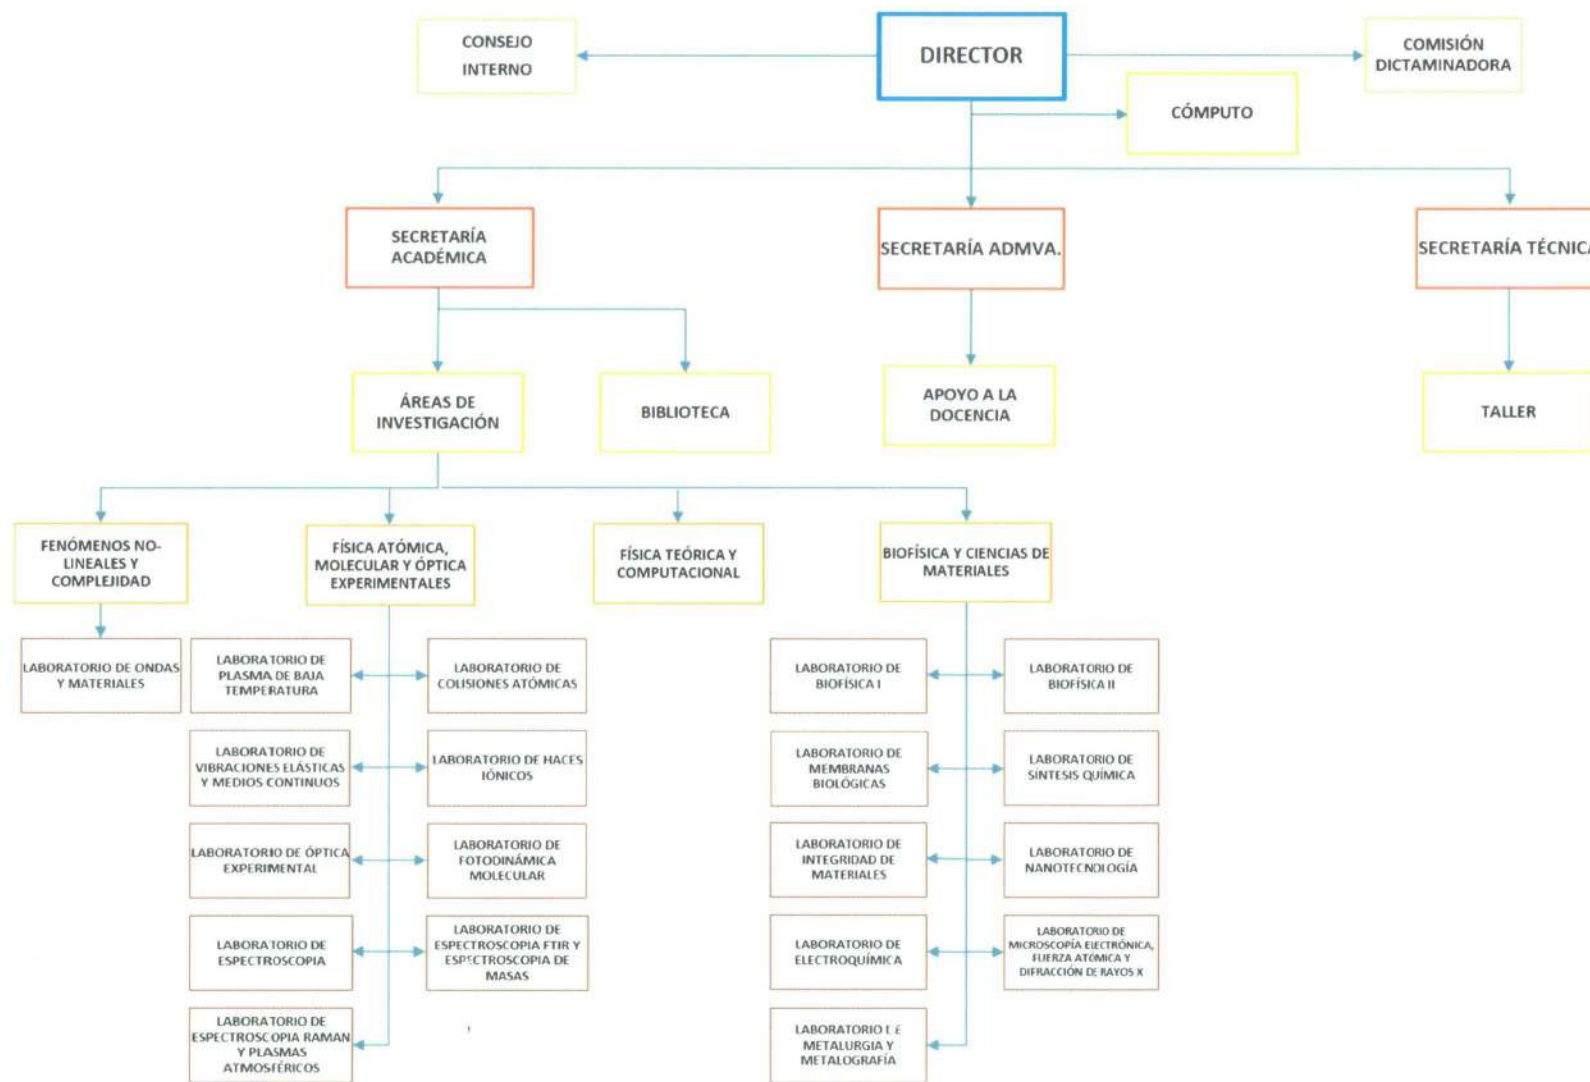 CONSEJO
INTERNO
DIRECTOR
COMISIÓN
DICTAMINADORA
CÓMPUTO
SECRETARÍA
ACADÉMICA
SECRETARÍA ADMVA.
SECRETARÍA TÉCNICA
ÁREAS DE
INVESTIGACIÓN
BIBLIOTECA
APOYO A LA
DOCENCIA
TALLER
FENÓMENOS NO-
LINEALES Y
COMPLEJIDAD
FÍSICA ATÓMICA,
MOLECULAR Y ÓPTICA
EXPERIMENTALES
FÍSICA TEÓRICA Y
COMPUTACIONAL
BIOFÍSICA Y CIENCIAS DE
MATERIALES
LABORATORIO DE ONDAS
Y MATERIALES
LABORATORIO DE
PLASMA DE BAJA
TEMPERATURA
LABORATORIO DE
COLISIONES ATÓMICAS
LABORATORIO DE
BIOFÍSICA I
LABORATORIO DE
BIOFÍSICA II
LABORATORIO DE
VIBRACIONES ELÁSTICAS
Y MEDIOS CONTINUOS
LABORATORIO DE HACES
IÓNICOS
LABORATORIO DE
MEMBRANAS
BIOLÓGICAS
LABORATORIO DE
SÍNTESIS QUÍMICA
LABORATORIO DE ÓPTICA
EXPERIMENTAL
LABORATORIO DE
FOTODINÁMICA
MOLECULAR
LABORATORIO DE
INTEGRIDAD DE
MATERIALES
LABORATORIO DE
NANOTECNOLOGÍA
LABORATORIO DE
ESPECTROSCOPIA
LABORATORIO DE
ESPECTROSCOPIA FTIR Y
ESPECTROSCOPIA DE
MASAS
LABORATORIO DE
ELECTROQUÍMICA
LABORATORIO DE
MICROSCOPÍA ELECTRÓNICA,
FUERZA ATÓMICA Y
DIFRACCIÓN DE RAYOS X
LABORATORIO DE
ESPECTROSCOPIA RAMAN
Y PLASMAS
ATMOSFÉRICOS
LABORATORIO DE
METALURGIA Y
METALOGRAFÍA